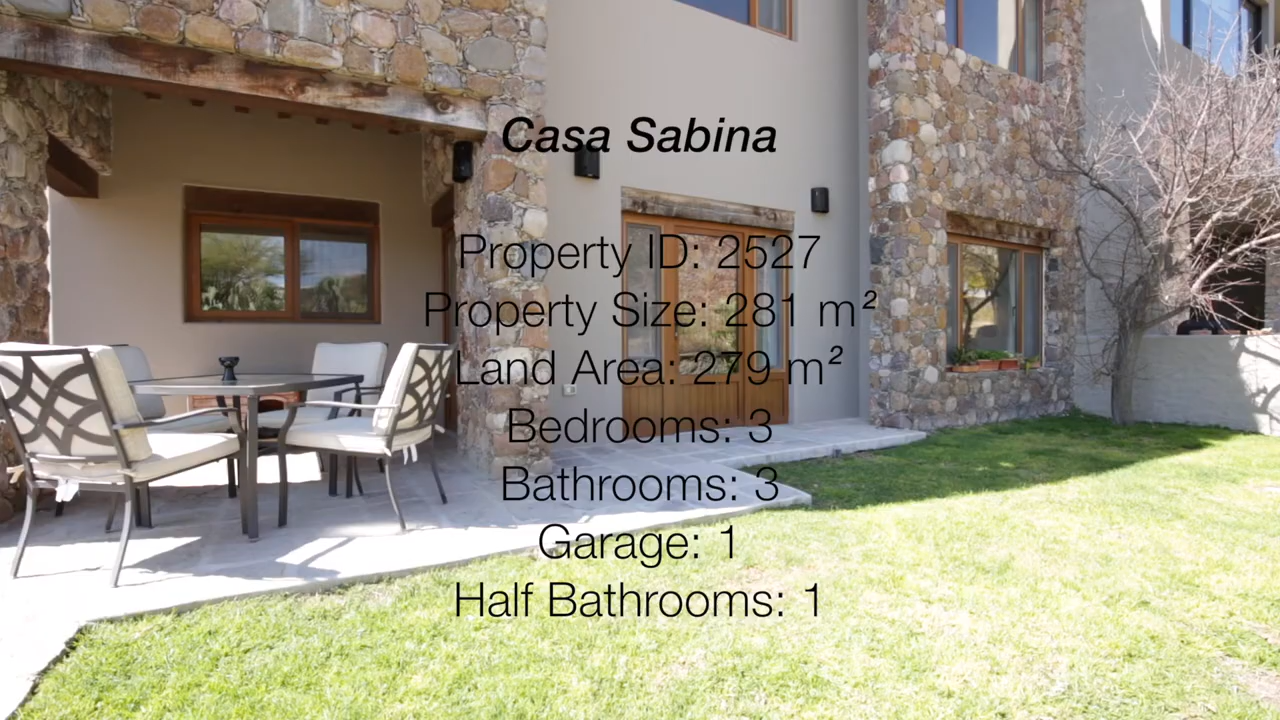 Casa Sabina
Property ID: 2527
Property Size: 281 m²
Land Area: 279 m²
Bedrooms: 3
Bathrooms: 3
Garage: 1
Half Bathrooms: 1